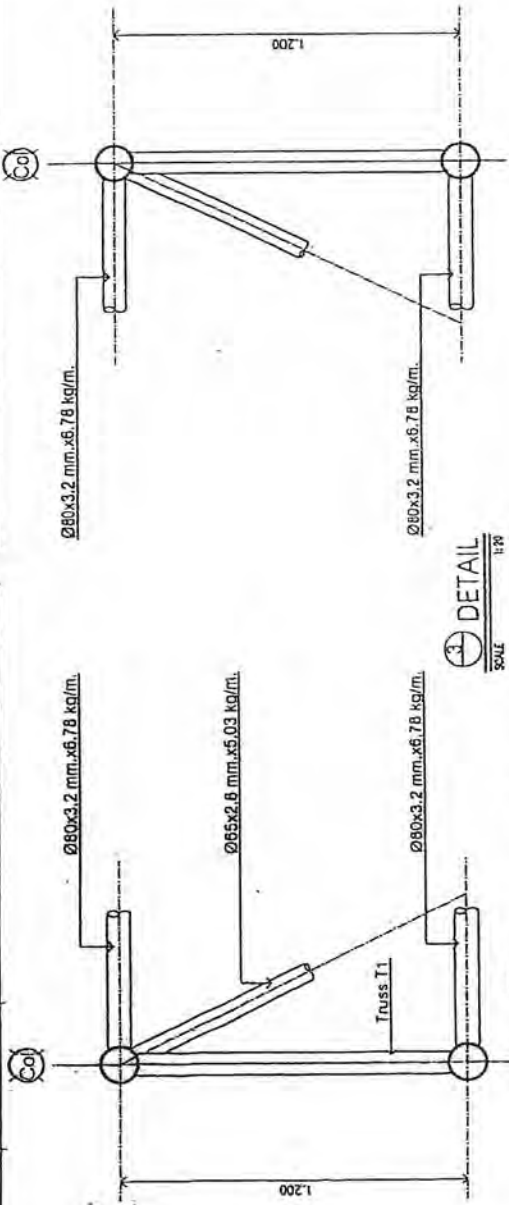 Col
Col
Ø80x3.2 mm.x6.78 kg/m.
Ø80x3.2 mm.x6.78 kg/m.
Ø65x2.8 mm.x5.03 kg/m.
1.200
1.200
Truss T1
Ø80x3.2 mm.x6.78 kg/m.
Ø80x3.2 mm.x6.78 kg/m.
3 DETAIL
SCALE 1:20